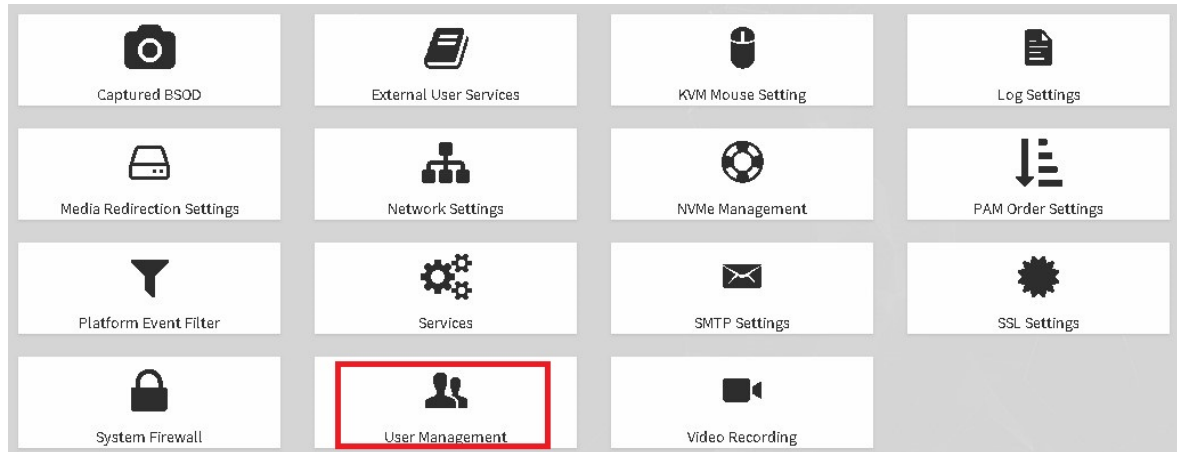 Captured BSOD
External User Services
KVM Mouse Setting
Log Settings
Media Redirection Settings
Network Settings
NVMe Management
PAM Order Settings
Platform Event Filter
Services
SMTP Settings
SSL Settings
System Firewall
User Management
Video Recording